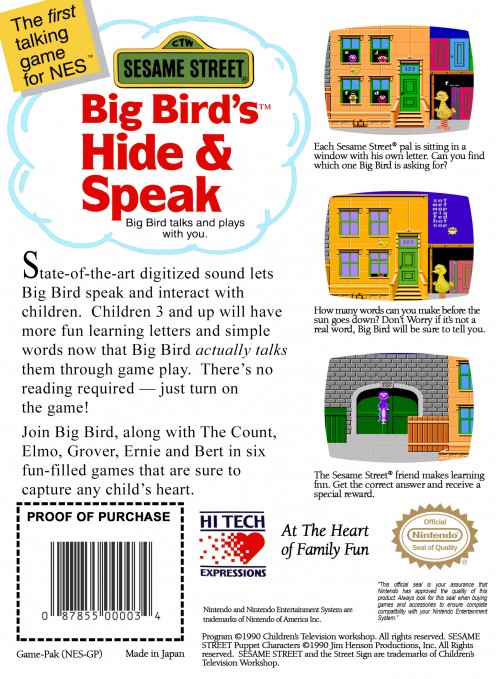 The first
talking
game
for NES™
CTW
SESAME STREET®
Big Bird's™
Hide &
Speak
Big Bird talks and plays
with you.
State-of-the-art digitized sound lets
Big Bird speak and interact with
children. Children 3 and up will have
more fun learning letters and simple
words now that Big Bird actually talks
them through game play. There's no
reading required — just turn on
the game!
Join Big Bird, along with The Count,
Elmo, Grover, Ernie and Bert in six
fun-filled games that are sure to
capture any child's heart.
123
Each Sesame Street® pal is sitting in a
window with his own letter. Can you find
which one Big Bird is asking for?
123
How many words can you make before the
sun goes down? Don't Worry if it's not a
real word, Big Bird will be sure to tell you.
The Sesame Street® friend makes learning
fun. Get the correct answer and receive a
special reward.
PROOF OF PURCHASE
0 87855 00003 4
Game-Pak (NES-GP) Made in Japan
HI TECH
EXPRESSIONS
At The Heart
of Family Fun
Official
Nintendo®
Seal of Quality
®
"This official seal is your assurance that
Nintendo has approved the quality of this
product. Always look for this seal when buying
games and accessories to ensure complete
compatibility with your Nintendo Entertainment
System."
Nintendo and Nintendo Entertainment System are
trademarks of Nintendo of America Inc.
Program ©1990 Children's Television workshop. All rights reserved. SESAME
STREET Puppet Characters ©1990 Jim Henson Productions, Inc. All Rights
reserved. SESAME STREET and the Street Sign are trademarks of Children's
Television Workshop.